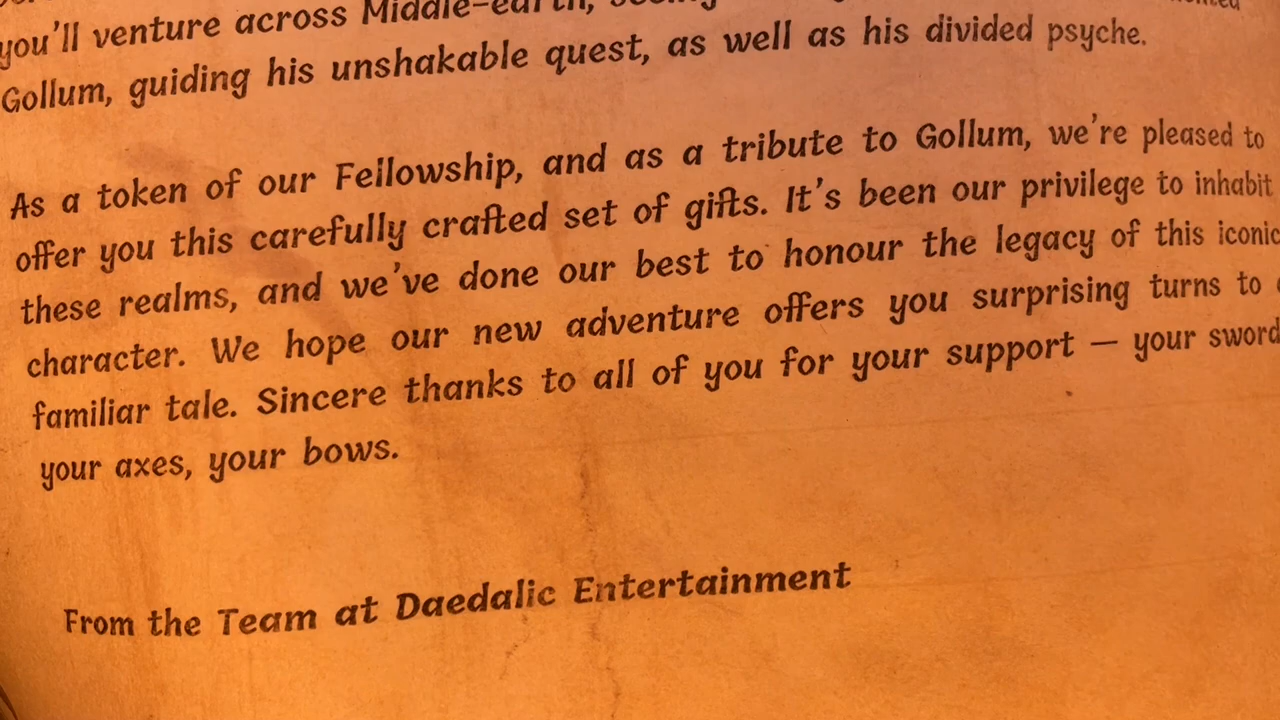 you'll venture across Middle-earth,
Gollum, guiding his unshakable quest, as well as his divided psyche.
As a token of our Fellowship, and as a tribute to Gollum, we're pleased to
offer you this carefully crafted set of gifts. It's been our privilege to inhabit
these realms, and we've done our best to honour the legacy of this iconic
character. We hope our new adventure offers you surprising turns to
familiar tale. Sincere thanks to all of you for your support — your sword
your axes, your bows.
From the Team at Daedalic Entertainment